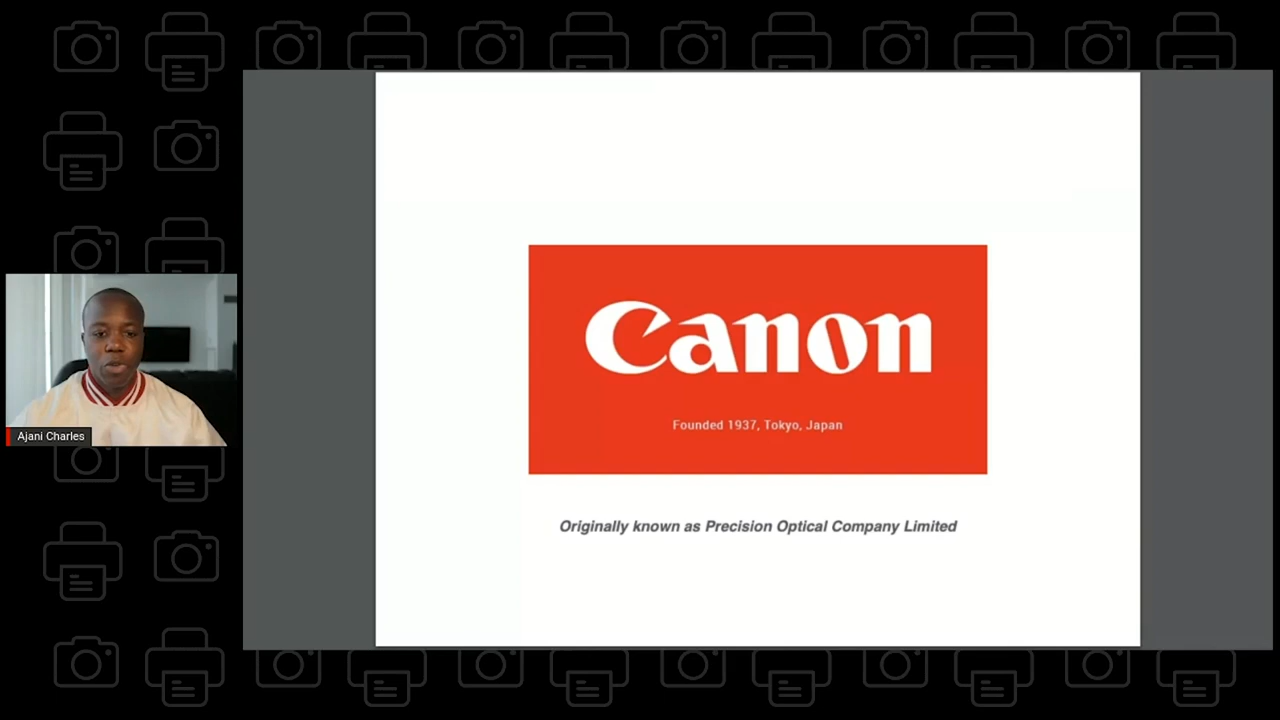 Canon
Founded 1937, Tokyo, Japan
Originally known as Precision Optical Company Limited
Ajani Charles